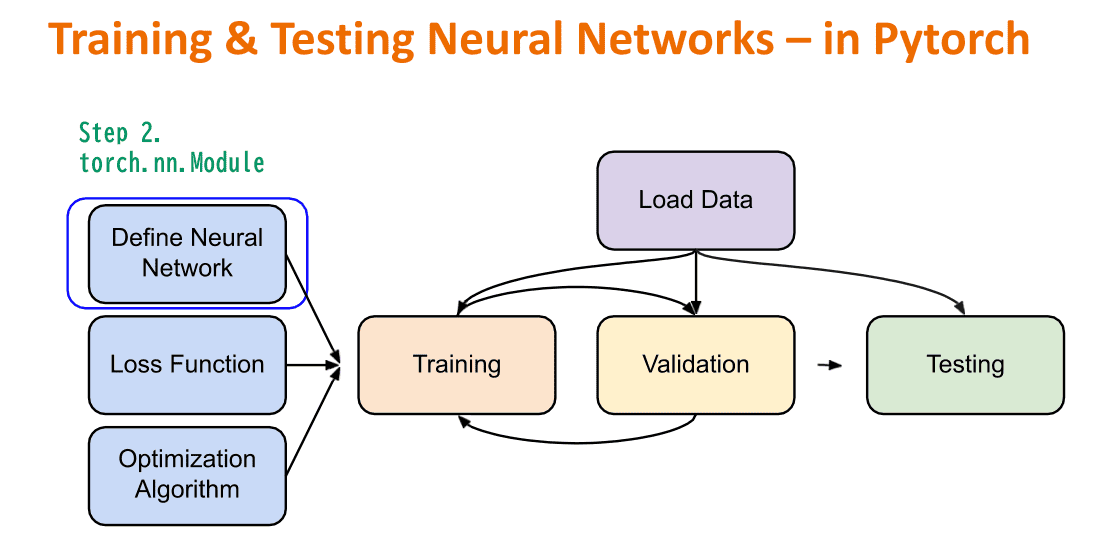 Training & Testing Neural Networks – in Pytorch
Step 2.
torch.nn.Module
Load Data
Define Neural
Network
Loss Function
Training
Validation
Testing
Optimization
Algorithm